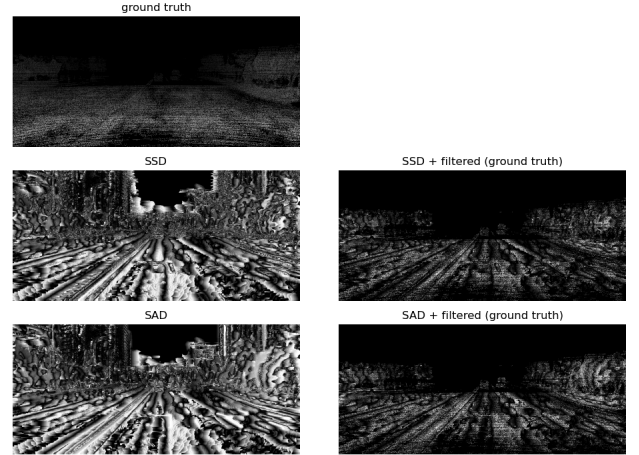 ground truth
SSD
SSD + filtered (ground truth)
SAD
SAD + filtered (ground truth)